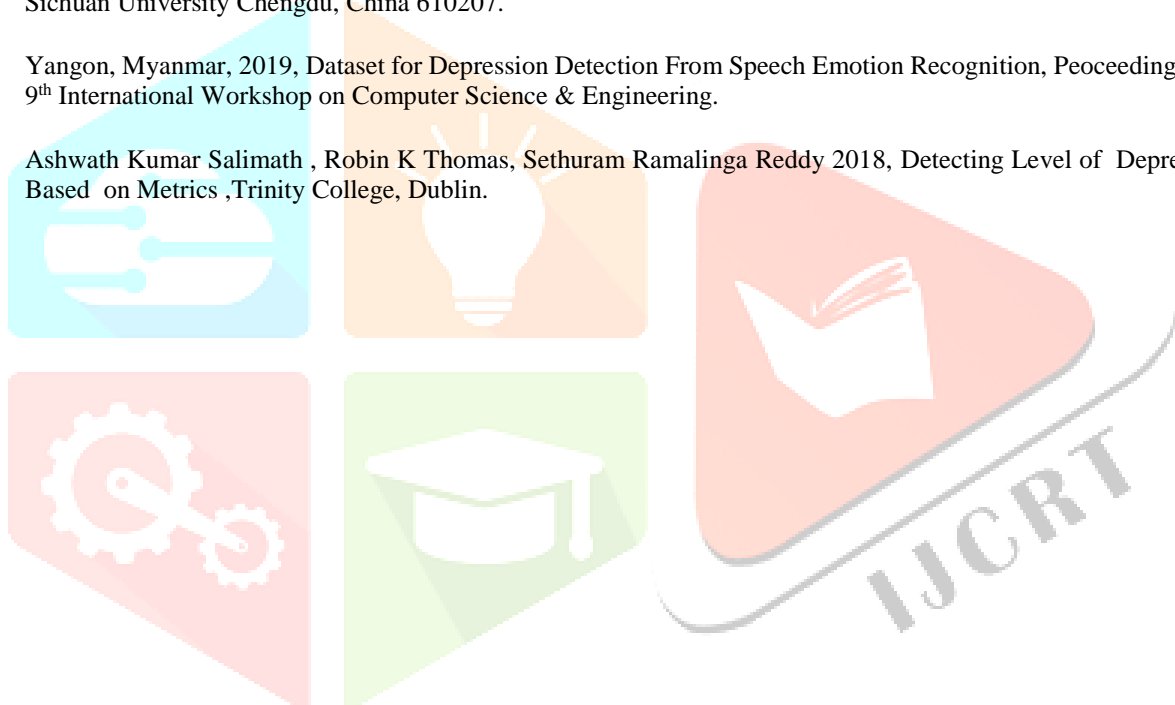 Sichuan University Chengdu, China 610207.
Yangon, Myanmar, 2019, Dataset for Depression Detection From Speech Emotion Recognition, Peoceeding
9th International Workshop on Computer Science & Engineering.
Ashwath Kumar Salimath , Robin K Thomas, Sethuram Ramalinga Reddy 2018, Detecting Level of Depre
Based on Metrics ,Trinity College, Dublin.
IJCRT